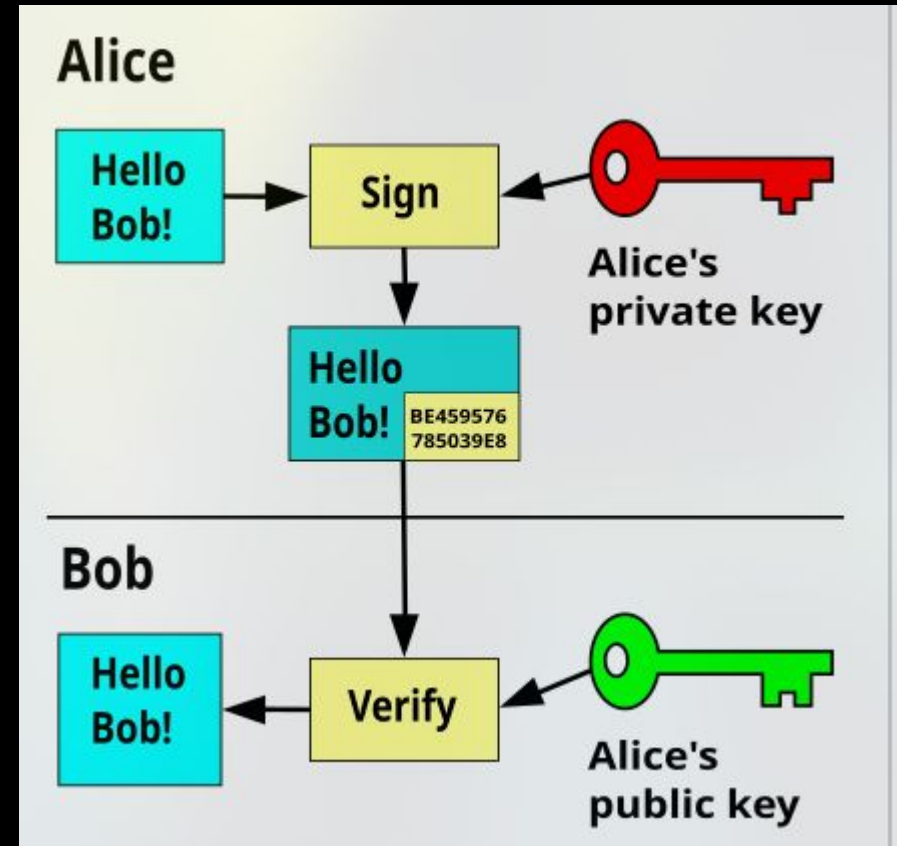 Alice
Hello
Bob!
Sign
Alice's
private key
Hello
Bob!
BE459576
785039E8
Bob
Hello
Bob!
Verify
Alice's
public key